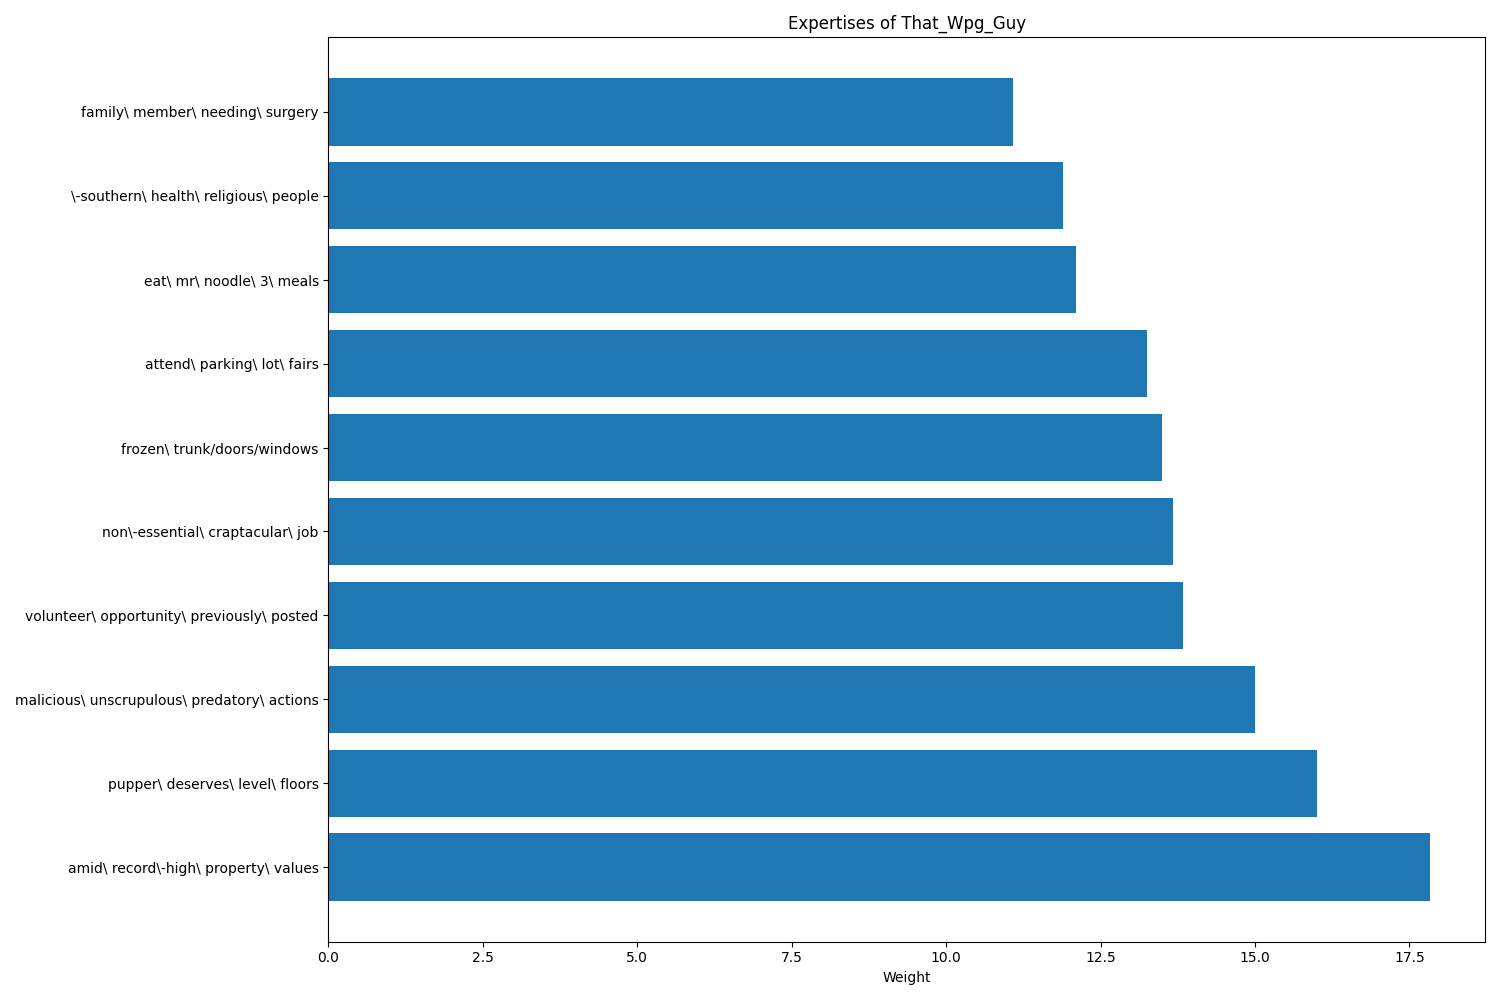 Expertises of That_Wpg_Guy
family\ member\ needing\ surgery
\-southern\ health\ religious\ people
eat\ mr\ noodle\ 3\ meals
attend\ parking\ lot\ fairs
frozen\ trunk/doors/windows
non\-essential\ craptacular\ job
volunteer\ opportunity\ previously\ posted
malicious\ unscrupulous\ predatory\ actions
pupper\ deserves\ level\ floors
amid\ record\-high\ property\ values
0.0 2.5 5.0 7.5 10.0 12.5 15.0 17.5
Weight